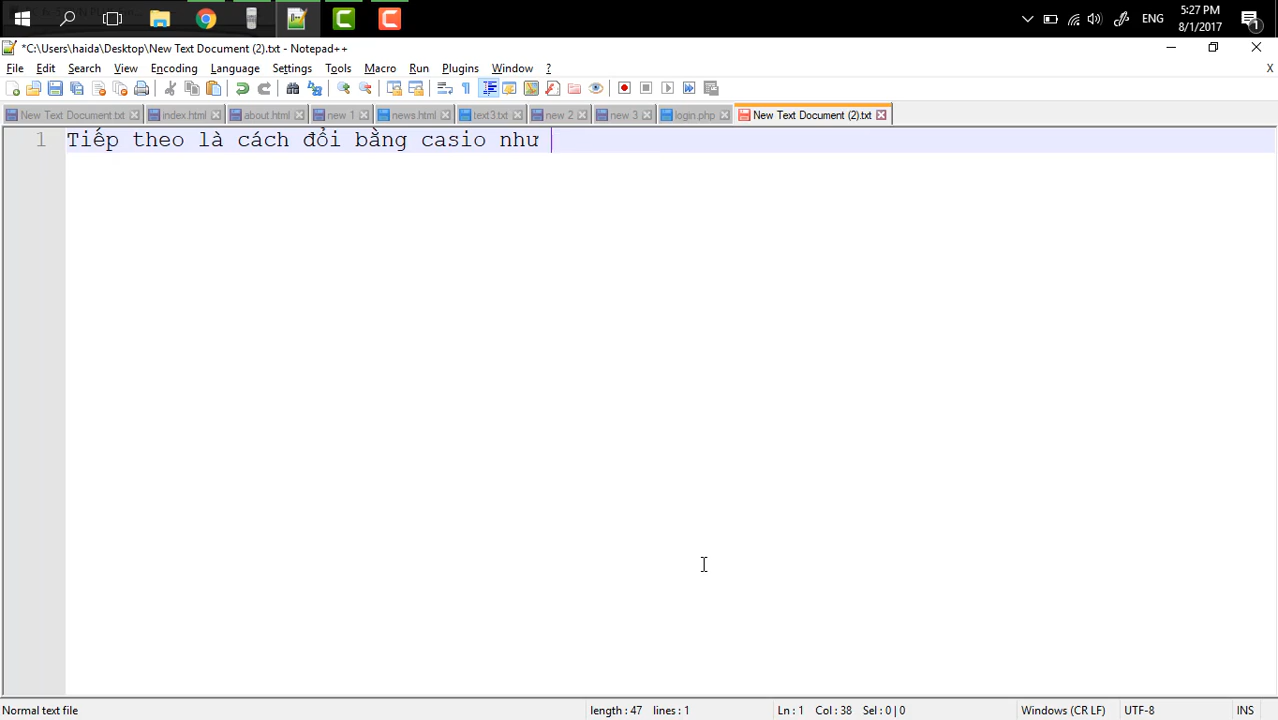 ENG
5:27 PM
8/1/2017
1
*C:\Users\haida\Desktop\New Text Document (2).txt - Notepad++
File Edit Search View Encoding Language Settings Tools Macro Run Plugins Window ? X
New Text Document.txt index.html about.html new 1 news.html text3.txt new 2 new 3 login.php New Text Document (2).txt
1 Tiếp theo là cách đổi bằng casio như
Normal text file length : 47 lines : 1 Ln : 1 Col : 38 Sel : 0 | 0 Windows (CR LF) UTF-8 INS